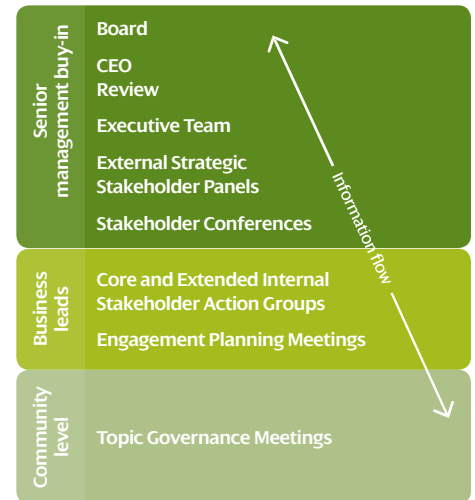 Senior
management buy-in
Board
CEO
Review
Executive Team
External Strategic
Stakeholder Panels
Stakeholder Conferences
Information flow
Business
leads
Core and Extended Internal
Stakeholder Action Groups
Engagement Planning Meetings
Community
level
Topic Governance Meetings